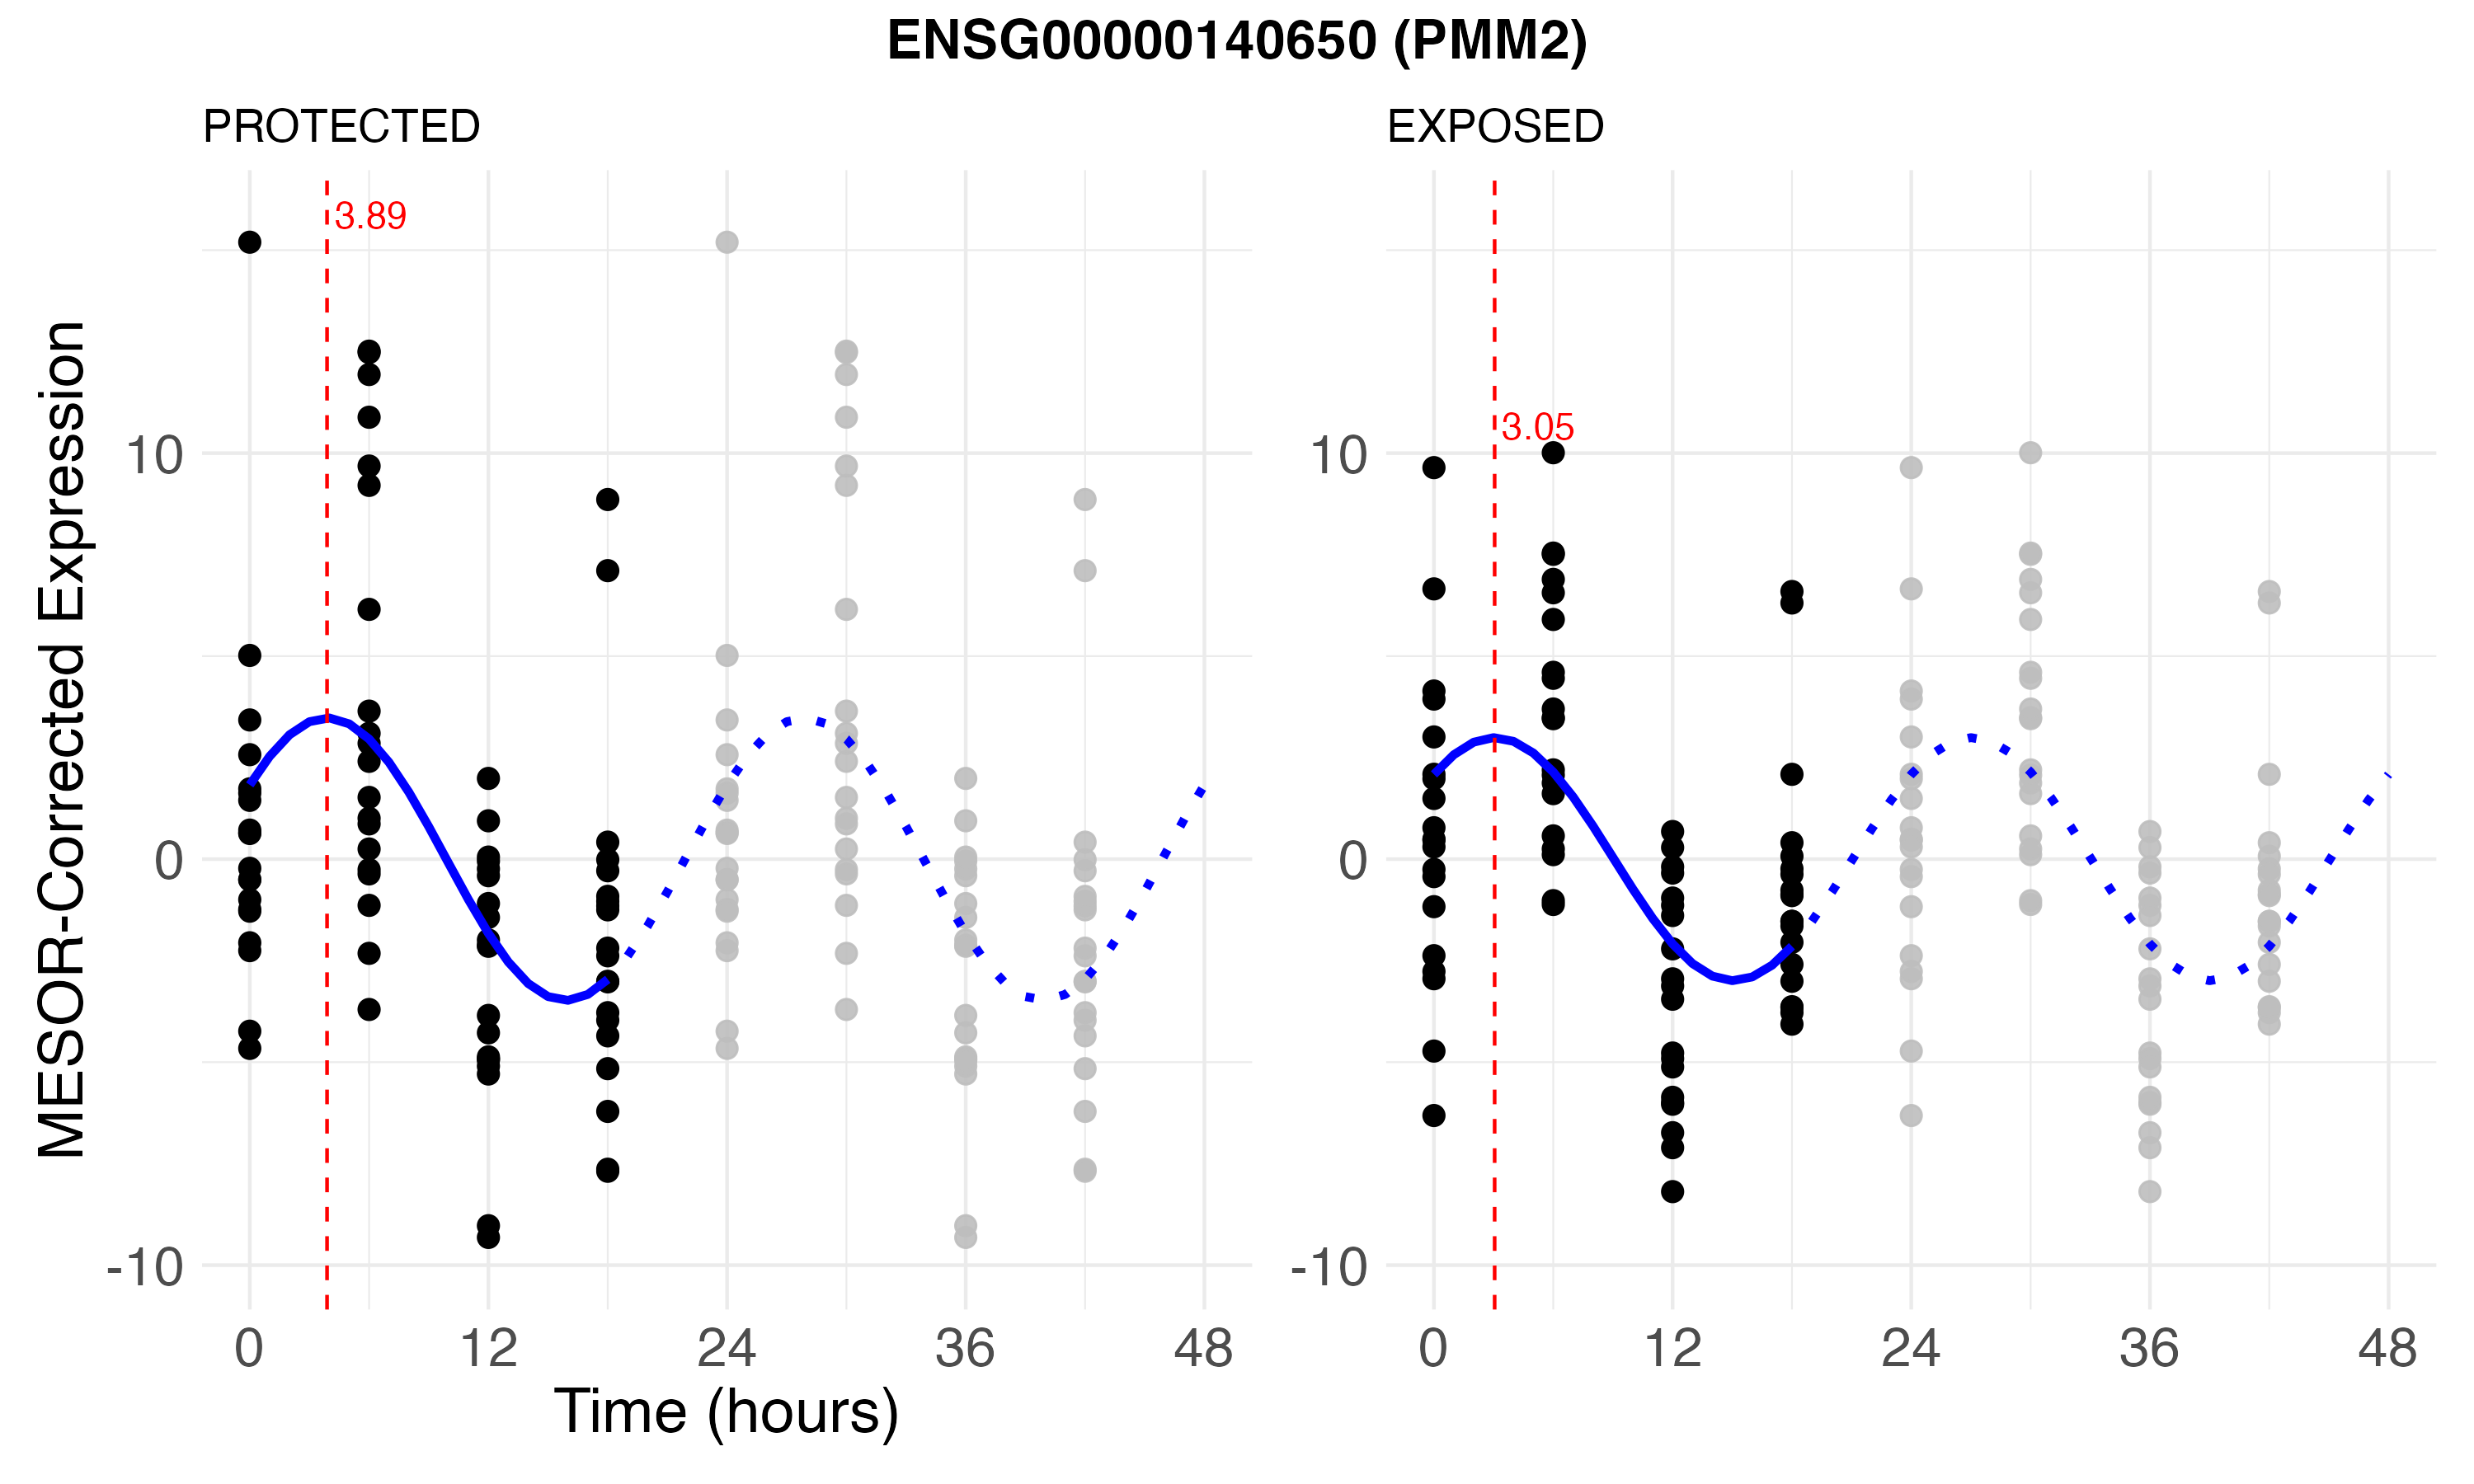 ENSG00000140650 (PMM2)
PROTECTED
EXPOSED
MESOR-Corrected Expression
3.89
3.05
10
0
-10
10
0
-10
0 12 24 36 48
0 12 24 36 48
Time (hours)